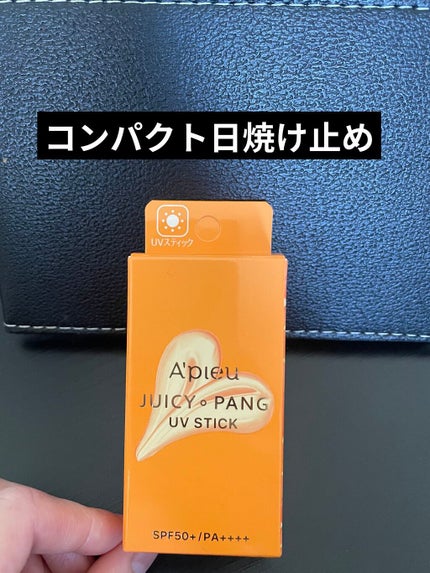 コンパクト日焼け止め
UVスティック
A'pieu
JUICY PANG
UV STICK
SPF50+/PA++++